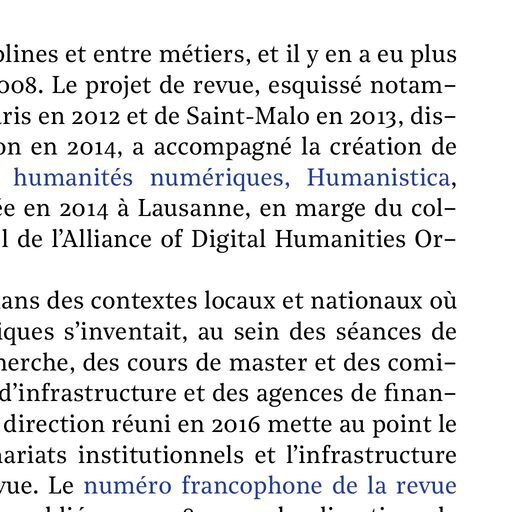 plines et entre métiers, et il y en a eu plus
008. Le projet de revue, esquissé notam–
ris en 2012 et de Saint-Malo en 2013, dis–
on en 2014, a accompagné la création de
humanités numériques, Humanistica,
ée en 2014 à Lausanne, en marge du col–
l de l’Alliance of Digital Humanities Or–
ans des contextes locaux et nationaux où
iques s’inventait, au sein des séances de
herche, des cours de master et des comi–
d’infrastructure et des agences de finan–
direction réuni en 2016 mette au point le
nariats institutionnels et l’infrastructure
vue. Le numéro francophone de la revue